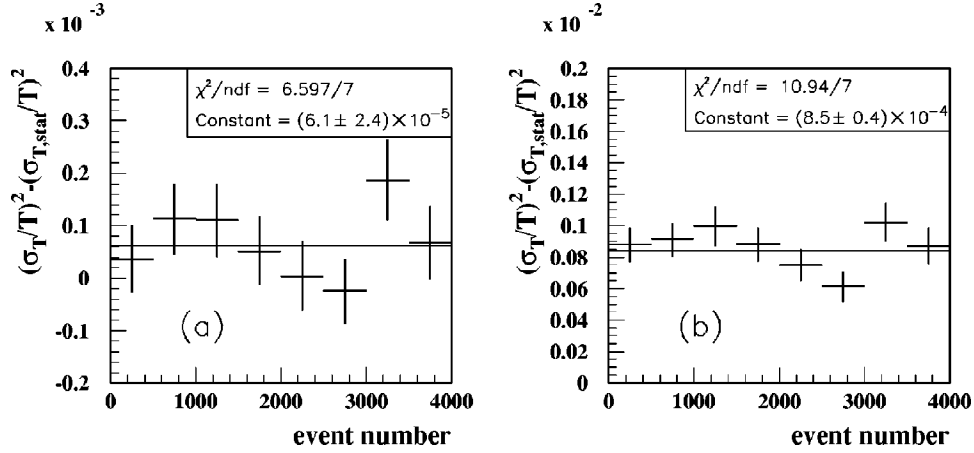 x 10⁻³
0.4
0.3
0.2
0.1
0
-0.1
-0.2
(σ_T/T)²-(σ_T,stat/T)²
χ²/ndf = 6.597/7
Constant = (6.1± 2.4)×10⁻⁵
(a)
0 1000 2000 3000 4000
event number
x 10⁻²
0.2
0.18
0.16
0.14
0.12
0.1
0.08
0.06
0.04
0.02
0
(σ_T/T)²-(σ_T,stat/T)²
χ²/ndf = 10.94/7
Constant = (8.5± 0.4)×10⁻⁴
(b)
0 1000 2000 3000 4000
event number